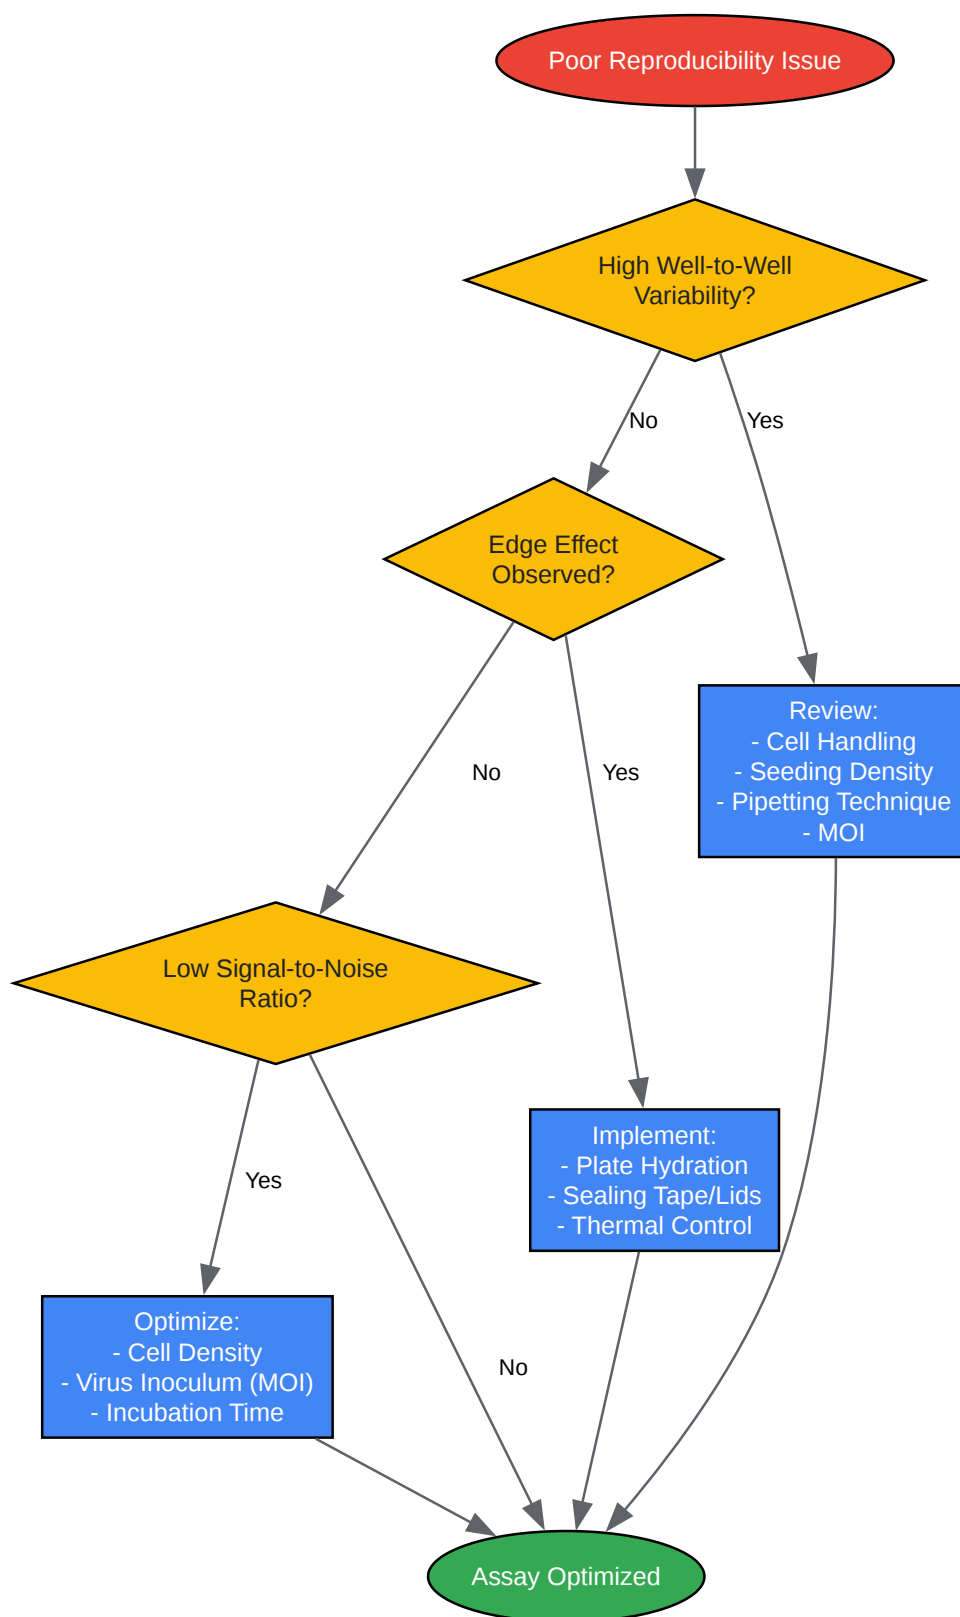 Poor Reproducibility Issue
High Well-to-Well
Variability?
No
Yes
Edge Effect
Observed?
Review:
- Cell Handling
- Seeding Density
- Pipetting Technique
- MOI
No
Yes
Low Signal-to-Noise
Ratio?
Implement:
- Plate Hydration
- Sealing Tape/Lids
- Thermal Control
Yes
Optimize:
- Cell Density
- Virus Inoculum (MOI)
- Incubation Time
No
Assay Optimized